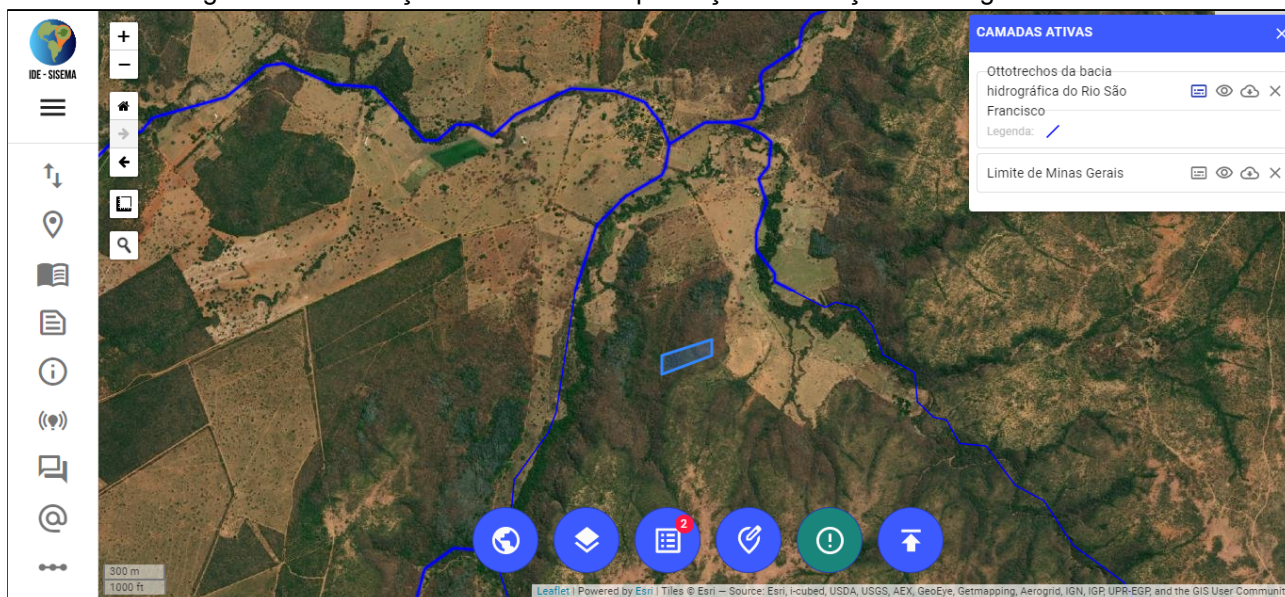 IDE - SISEMA
+
−
CAMADAS ATIVAS
Ottotrechos da bacia
hidrográfica do Rio São
Francisco
Legenda:
Limite de Minas Gerais
2
300 m
1000 ft
Leaflet | Powered by Esri | Tiles © Esri — Source: Esri, i-cubed, USDA, USGS, AEX, GeoEye, Getmapping, Aerogrid, IGN, IGP, UPR-EGP, and the GIS User Communi